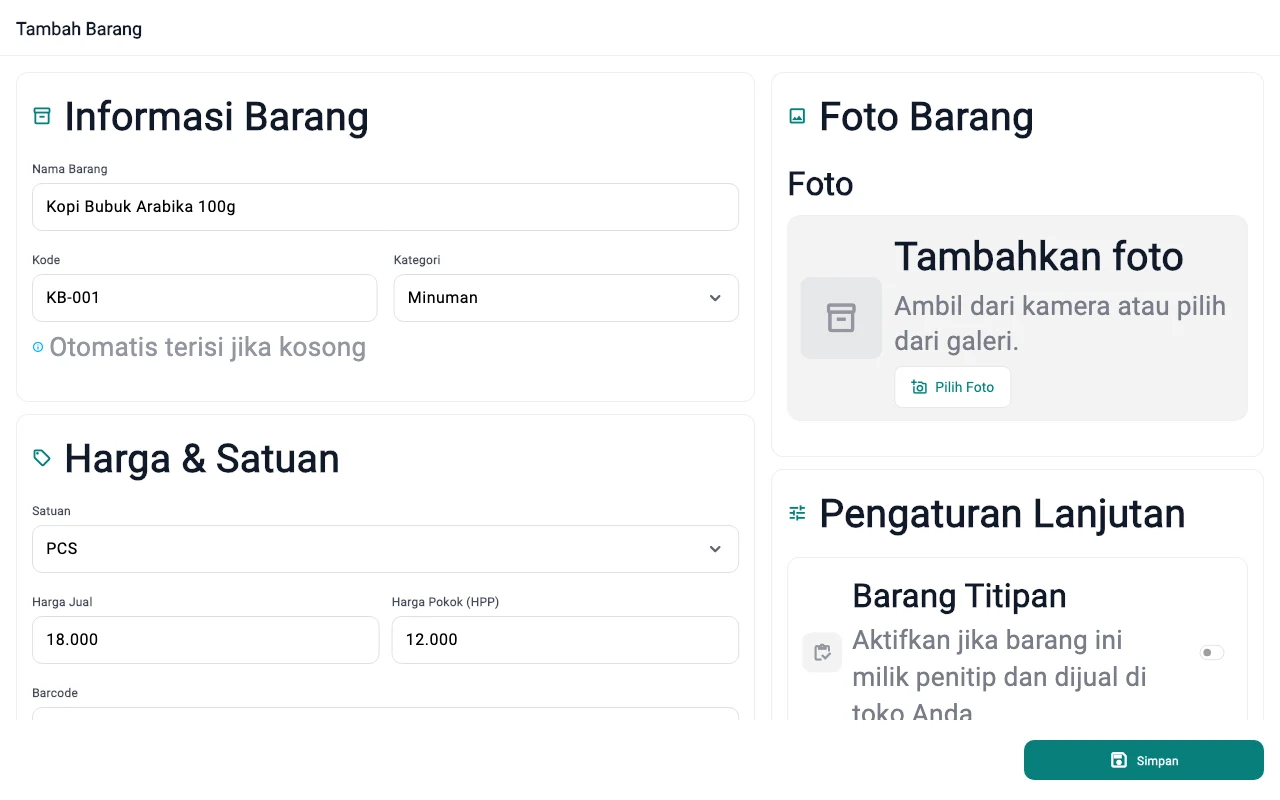 Tambah Barang
Informasi Barang
Nama Barang
Kopi Bubuk Arabika 100g
Kode
Kategori
KB-001
Minuman
Otomatis terisi jika kosong
Harga & Satuan
Satuan
PCS
Harga Jual
Harga Pokok (HPP)
18.000
12.000
Barcode
Foto Barang
Foto
Tambahkan foto
Ambil dari kamera atau pilih
dari galeri.
Pilih Foto
Pengaturan Lanjutan
Barang Titipan
Aktifkan jika barang ini
milik penitip dan dijual di
toko Anda
Simpan